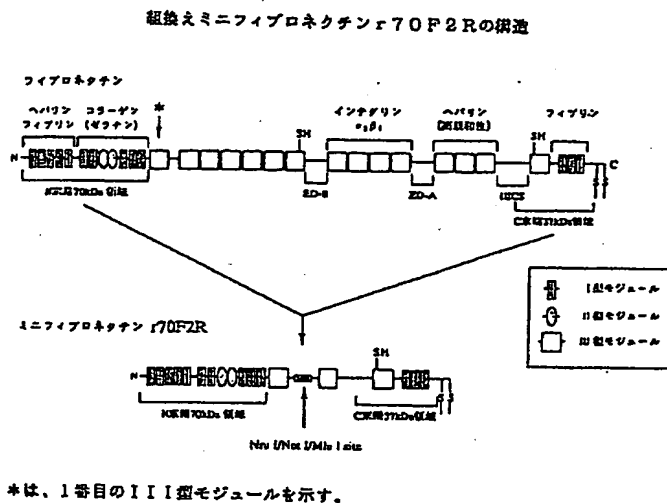 組換えミニフィブロネクチンr70F2Rの構造
フィブロネクチン
ヘパリン コラーゲン * インテグリン ヘパリン フィブリン
フィブリン (ゼラチン) α₅β₁ (高親和性)
SH SH
N C
ED-B ED-A IIICS
N末端70kDa領域 C末端37kDa領域
I型モジュール
II型モジュール
III型モジュール
ミニフィブロネクチン r70F2R
SH
N
S S
N末端70kDa領域 C末端37kDa領域
Nru I/Not I/Mlu I site
*は、1番目のIII型モジュールを示す。